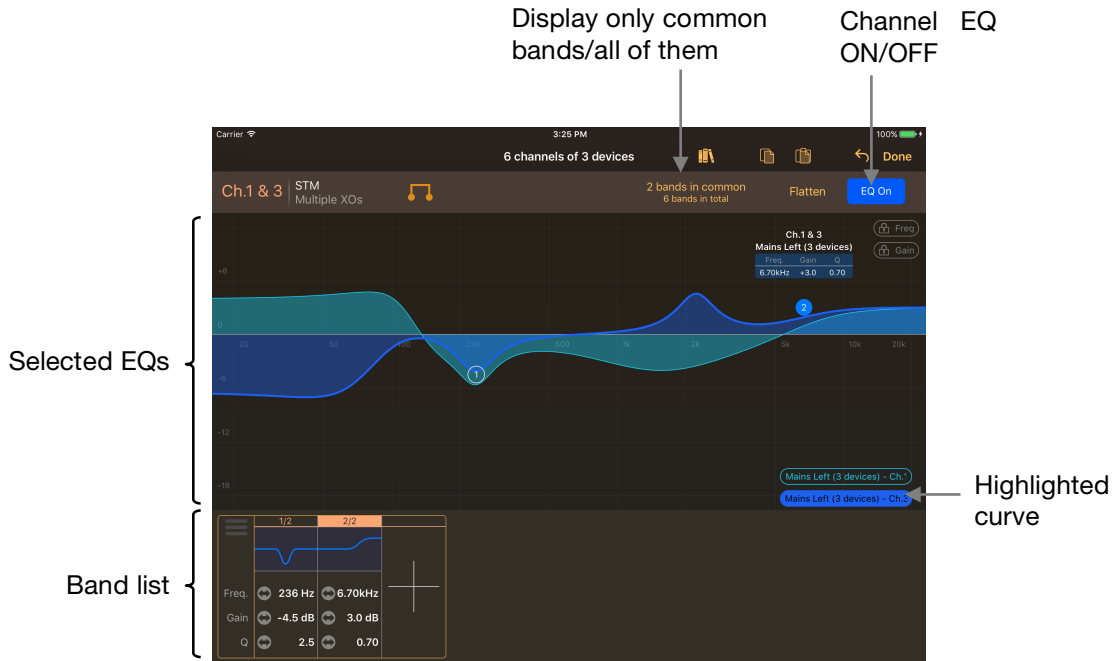 Display only common
bands/all of them
Channel EQ
ON/OFF
Carrier
3:25 PM
100%
6 channels of 3 devices
Done
Ch.1 & 3
STM
Multiple XOs
2 bands in common
6 bands in total
Flatten
EQ On
Ch.1 & 3
Mains Left (3 devices)
Freq. Gain Q
6.70kHz +3.0 0.70
Freq
Gain
+6
0
20 50 100 200 500 1k 2k 5k 10k 20k
-6
-12
-18
1
2
Selected EQs
Mains Left (3 devices) - Ch.1
Mains Left (3 devices) - Ch.3
Highlighted
curve
Band list
1/2 2/2
Freq. 236 Hz 6.70kHz
Gain -4.5 dB 3.0 dB
Q 2.5 0.70